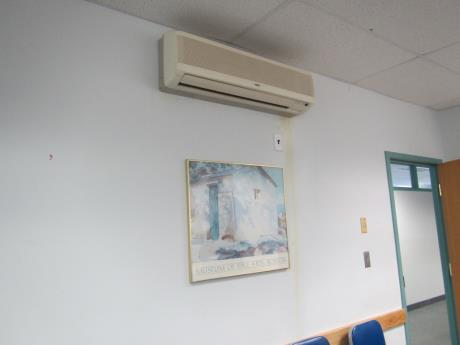 MUSEUM OF FINE ARTS, BOSTON